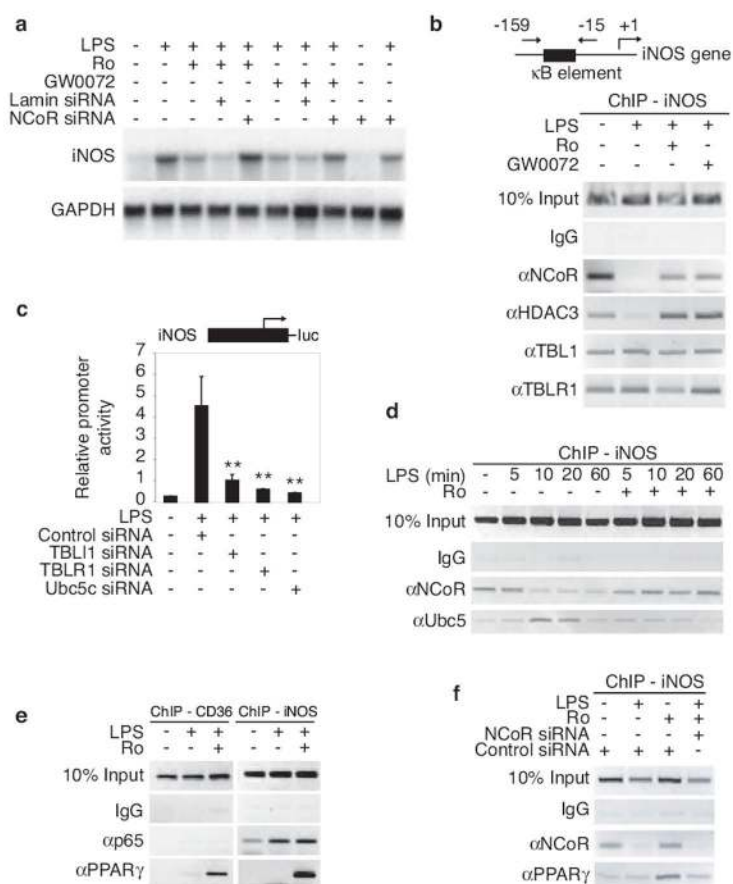 a
LPS - + + + + + + + - +
Ro - - + + + - - - - -
GW0072 - - - - - + + + - -
Lamin siRNA - - - + - - + - - -
NCoR siRNA - - - - + - - + + +
iNOS
GAPDH
b
-159 -15 +1
iNOS gene
κB element
ChIP - iNOS
LPS - + + +
Ro - - + -
GW0072 - - - +
10% Input
IgG
αNCoR
αHDAC3
αTBL1
αTBLR1
c
iNOS luc
Relative promoter activity
7
6
5
4
3
2
1
0
** ** **
LPS - + + + +
Control siRNA - + - - -
TBLI1 siRNA - - + - -
TBLR1 siRNA - - - + -
Ubc5c siRNA - - - - +
d
ChIP - iNOS
LPS (min) - 5 10 20 60 5 10 20 60
Ro - - - - - + + + +
10% Input
IgG
αNCoR
αUbc5
e
ChIP - CD36 ChIP - iNOS
LPS - + + - + +
Ro - - + - - +
10% Input
IgG
αp65
αPPARγ
f
ChIP - iNOS
LPS - + + +
Ro - - + +
NCoR siRNA - - - +
Control siRNA + + + -
10% Input
IgG
αNCoR
αPPARγ